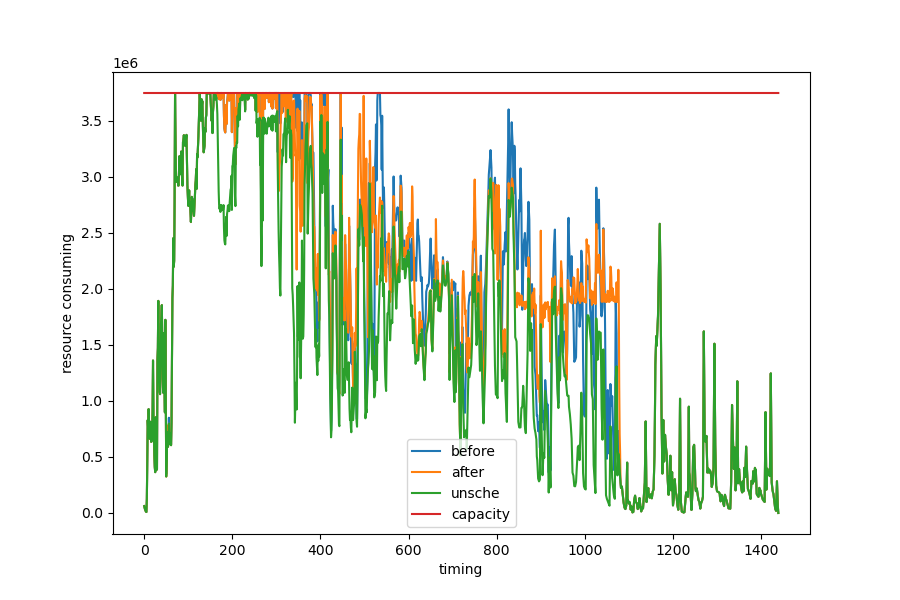 1e6
3.5
3.0
2.5
2.0
1.5
1.0
0.5
0.0
resource consuming
before
after
unsche
capacity
0 200 400 600 800 1000 1200 1400
timing